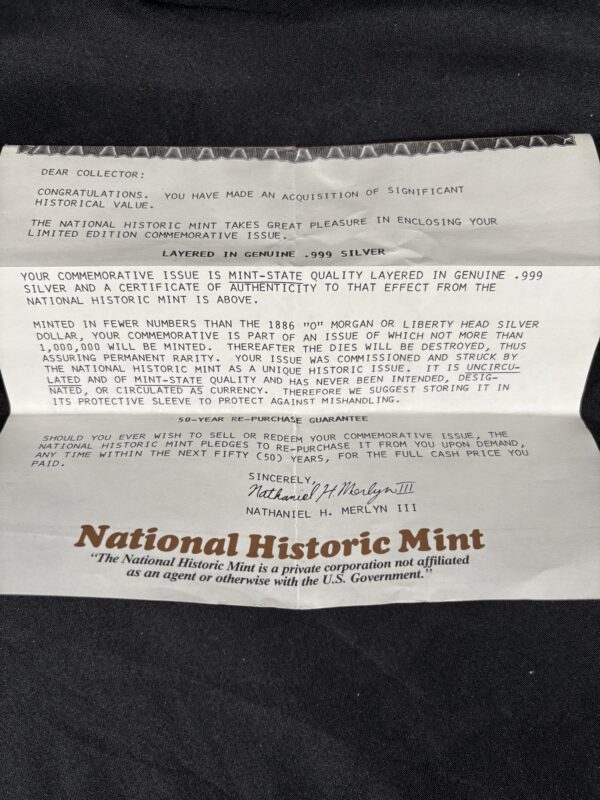 DEAR COLLECTOR:
CONGRATULATIONS. YOU HAVE MADE AN ACQUISITION OF SIGNIFICANT
HISTORICAL VALUE.
THE NATIONAL HISTORIC MINT TAKES GREAT PLEASURE IN ENCLOSING YOUR
LIMITED EDITION COMMEMORATIVE ISSUE.
LAYERED IN GENUINE .999 SILVER
YOUR COMMEMORATIVE ISSUE IS MINT-STATE QUALITY LAYERED IN GENUINE .999
SILVER AND A CERTIFICATE OF AUTHENTICITY TO THAT EFFECT FROM THE
NATIONAL HISTORIC MINT IS ABOVE.
MINTED IN FEWER NUMBERS THAN THE 1886 "O" MORGAN OR LIBERTY HEAD SILVER
DOLLAR, YOUR COMMEMORATIVE IS PART OF AN ISSUE OF WHICH NOT MORE THAN
1,000,000 WILL BE MINTED. THEREAFTER THE DIES WILL BE DESTROYED, THUS
ASSURING PERMANENT RARITY. YOUR ISSUE WAS COMMISSIONED AND STRUCK BY
THE NATIONAL HISTORIC MINT AS A UNIQUE HISTORIC ISSUE. IT IS UNCIRCU-
LATED AND OF MINT-STATE QUALITY AND HAS NEVER BEEN INTENDED, DESIG-
NATED, OR CIRCULATED AS CURRENCY. THEREFORE WE SUGGEST STORING IT IN
ITS PROTECTIVE SLEEVE TO PROTECT AGAINST MISHANDLING.
50-YEAR RE-PURCHASE GUARANTEE
SHOULD YOU EVER WISH TO SELL OR REDEEM YOUR COMMEMORATIVE ISSUE, THE
NATIONAL HISTORIC MINT PLEDGES TO RE-PURCHASE IT FROM YOU UPON DEMAND,
ANY TIME WITHIN THE NEXT FIFTY (50) YEARS, FOR THE FULL CASH PRICE YOU
PAID.
SINCERELY,
Nathaniel H. Merlyn III
NATHANIEL H. MERLYN III
National Historic Mint
"The National Historic Mint is a private corporation not affiliated
as an agent or otherwise with the U.S. Government."